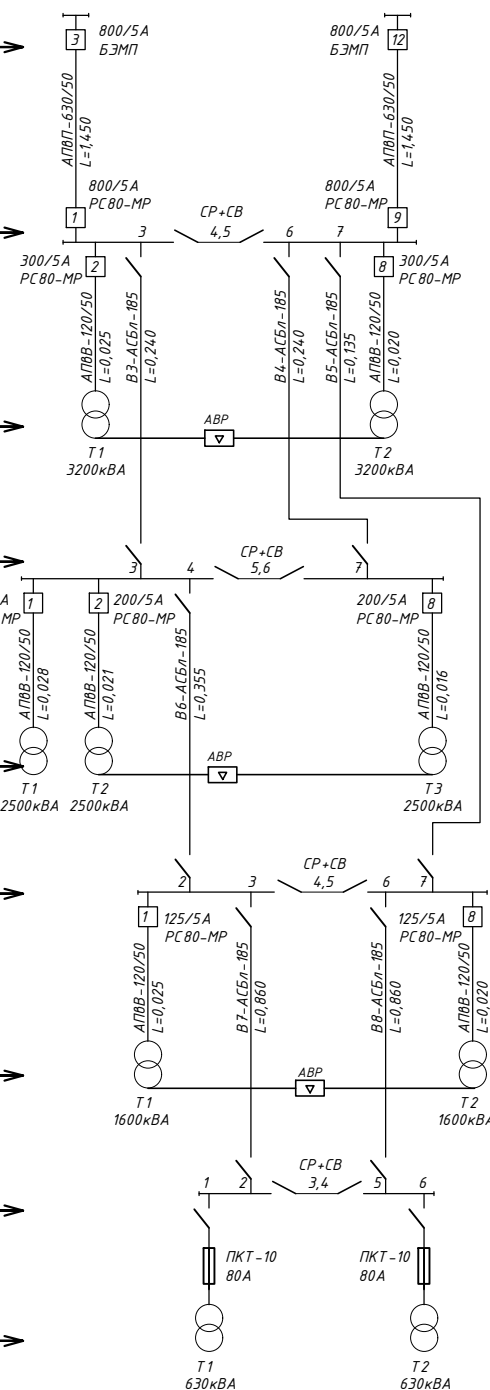 3
800/5А
БЭМП
12
800/5А
БЭМП
АПвП-630/50
L=1,450
АПвП-630/50
L=1,450
800/5А
РС80-МР
1
800/5А
РС80-МР
9
3
СР+СВ
4,5
6
7
300/5А
РС80-МР
2
8
300/5А
РС80-МР
АПвВ-120/50
L=0,025
В3-АСБл-185
L=0,240
В4-АСБл-185
L=0,240
В5-АСБл-185
L=0,135
АПвВ-120/50
L=0,020
АВР
Т1
3200кВА
Т2
3200кВА
3
4
СР+СВ
5,6
7
А
МР
1
2
200/5А
РС80-МР
200/5А
РС80-МР
8
АПвВ-120/50
L=0,028
АПвВ-120/50
L=0,021
В6-АСБл-185
L=0,355
АПвВ-120/50
L=0,016
АВР
Т1
2500кВА
Т2
2500кВА
Т3
2500кВА
2
3
СР+СВ
4,5
6
7
1
125/5А
РС80-МР
125/5А
РС80-МР
8
АПвВ-120/50
L=0,025
В7-АСБл-185
L=0,860
В8-АСБл-185
L=0,860
АПвВ-120/50
L=0,020
АВР
Т1
1600кВА
Т2
1600кВА
1
2
СР+СВ
3,4
5
6
ПКТ-10
80А
ПКТ-10
80А
Т1
630кВА
Т2
630кВА